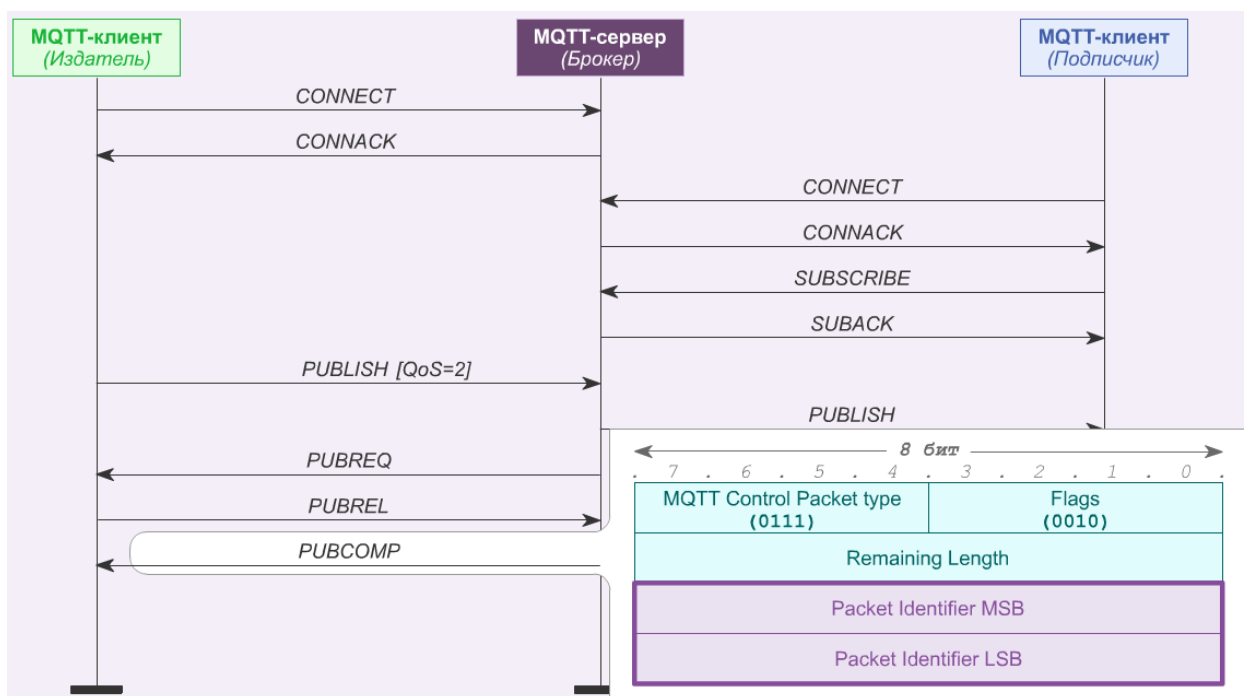 MQTT-клиент
(Издатель)
MQTT-сервер
(Брокер)
MQTT-клиент
(Подписчик)
CONNECT
CONNACK
CONNECT
CONNACK
SUBSCRIBE
SUBACK
PUBLISH [QoS=2]
PUBLISH
PUBREQ
PUBREL
PUBCOMP
8 бит
. 7 . 6 . 5 . 4 . 3 . 2 . 1 . 0 .
MQTT Control Packet type
(0111)
Flags
(0010)
Remaining Length
Packet Identifier MSB
Packet Identifier LSB